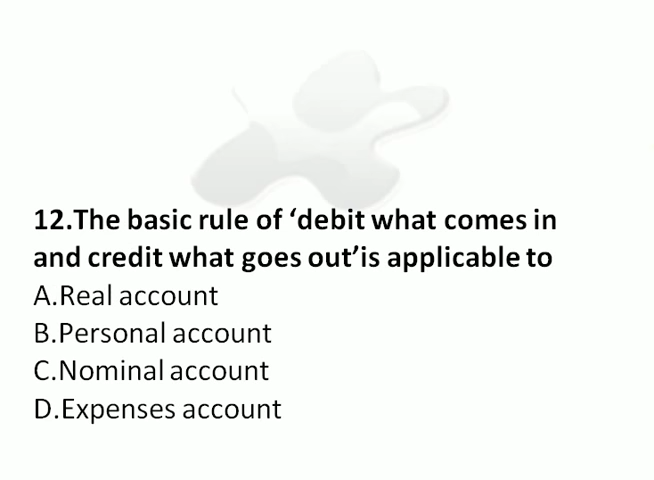 12.The basic rule of ‘debit what comes in
and credit what goes out’is applicable to
A.Real account
B.Personal account
C.Nominal account
D.Expenses account